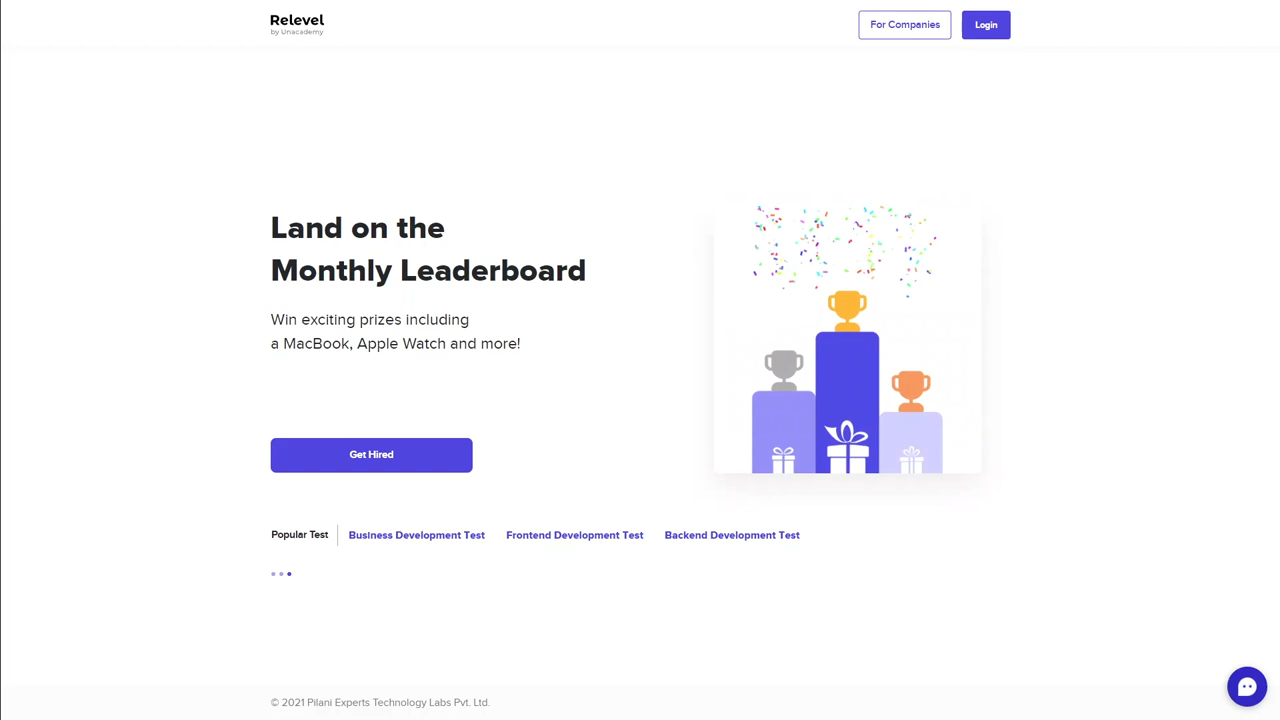 Relevel
by Unacademy
For Companies
Login
Land on the
Monthly Leaderboard
Win exciting prizes including
a MacBook, Apple Watch and more!
Get Hired
Popular Test
Business Development Test
Frontend Development Test
Backend Development Test
© 2021 Pilani Experts Technology Labs Pvt. Ltd.